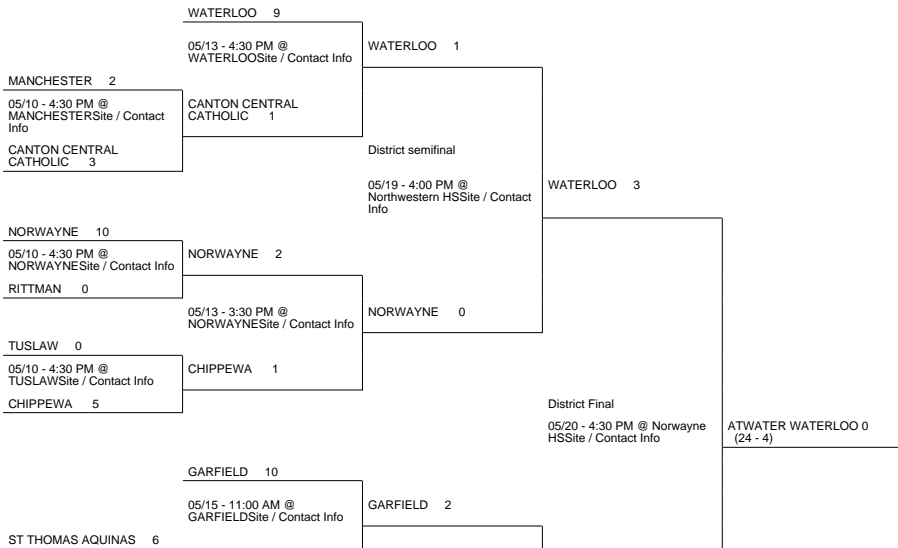 WATERLOO 9
05/13 - 4:30 PM @
WATERLOOSite / Contact Info
WATERLOO 1
MANCHESTER 2
05/10 - 4:30 PM @
MANCHESTERSite / Contact
Info
CANTON CENTRAL
CATHOLIC 1
CANTON CENTRAL
CATHOLIC 3
District semifinal
05/19 - 4:00 PM @
Northwestern HSSite / Contact
Info
WATERLOO 3
NORWAYNE 10
05/10 - 4:30 PM @
NORWAYNESite / Contact Info
NORWAYNE 2
RITTMAN 0
05/13 - 3:30 PM @
NORWAYNESite / Contact Info
NORWAYNE 0
TUSLAW 0
05/10 - 4:30 PM @
TUSLAWSite / Contact Info
CHIPPEWA 1
CHIPPEWA 5
District Final
05/20 - 4:30 PM @ Norwayne
HSSite / Contact Info
ATWATER WATERLOO 0
(24 - 4)
GARFIELD 10
05/15 - 11:00 AM @
GARFIELDSite / Contact Info
GARFIELD 2
ST THOMAS AQUINAS 6